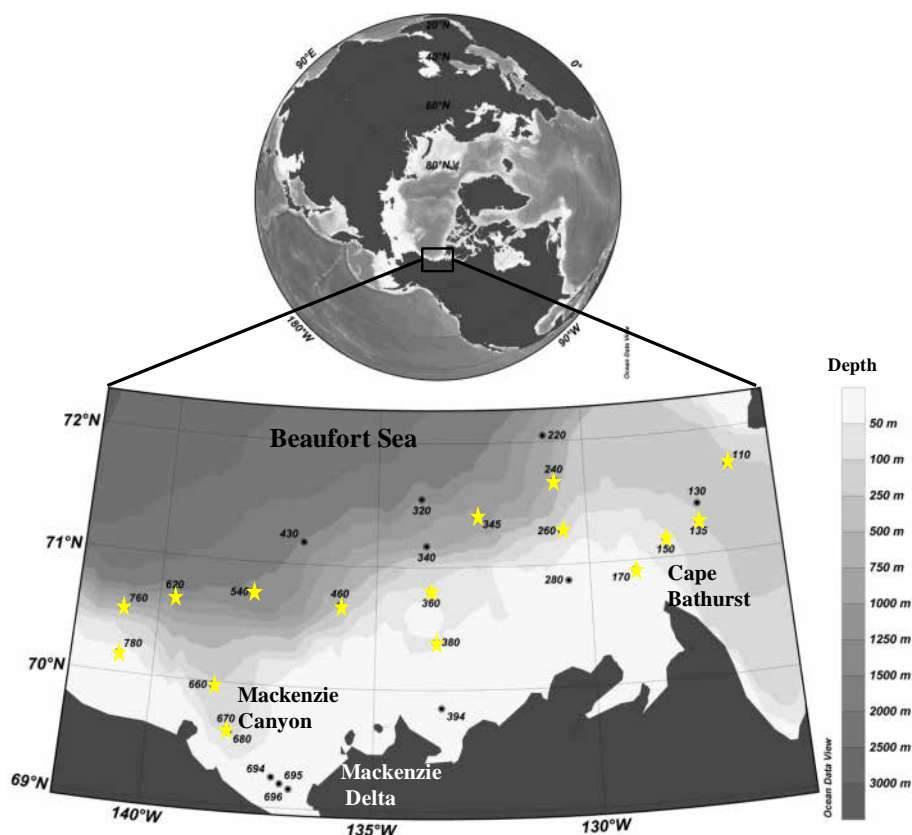 20°N
40°N
60°N
80°N
90°E
0°
180°W
90°W
Ocean Data View
Depth
50 m
100 m
250 m
500 m
750 m
1000 m
1250 m
1500 m
2000 m
2500 m
3000 m
Ocean Data View
72°N
71°N
70°N
69°N
140°W
135°W
130°W
Beaufort Sea
220
110
240
130
320
345
135
430
340
260
150
620
540
460
360
280
170
Cape
Bathurst
760
780
380
660
Mackenzie
Canyon
670
680
394
694
695
696
Mackenzie
Delta